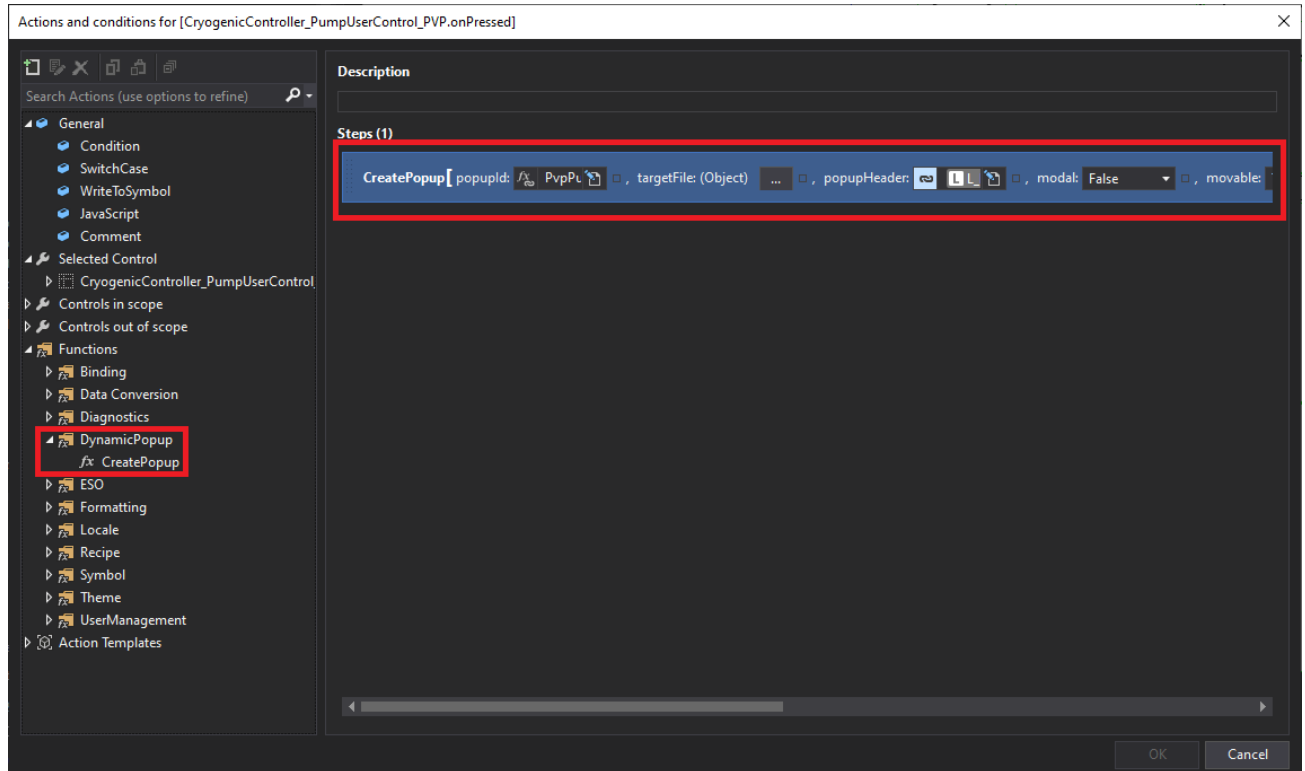 Actions and conditions for [CryogenicController_PumpUserControl_PVP.onPressed]
Search Actions (use options to refine)
General
Condition
SwitchCase
WriteToSymbol
JavaScript
Comment
Selected Control
CryogenicController_PumpUserControl_
Controls in scope
Controls out of scope
Functions
Binding
Data Conversion
Diagnostics
DynamicPopup
fx CreatePopup
ESO
Formatting
Locale
Recipe
Symbol
Theme
UserManagement
Action Templates
Description
Steps (1)
CreatePopup[ popupId: PvpPu , targetFile: (Object) ... , popupHeader: L L_ , modal: False , movable:
OK Cancel